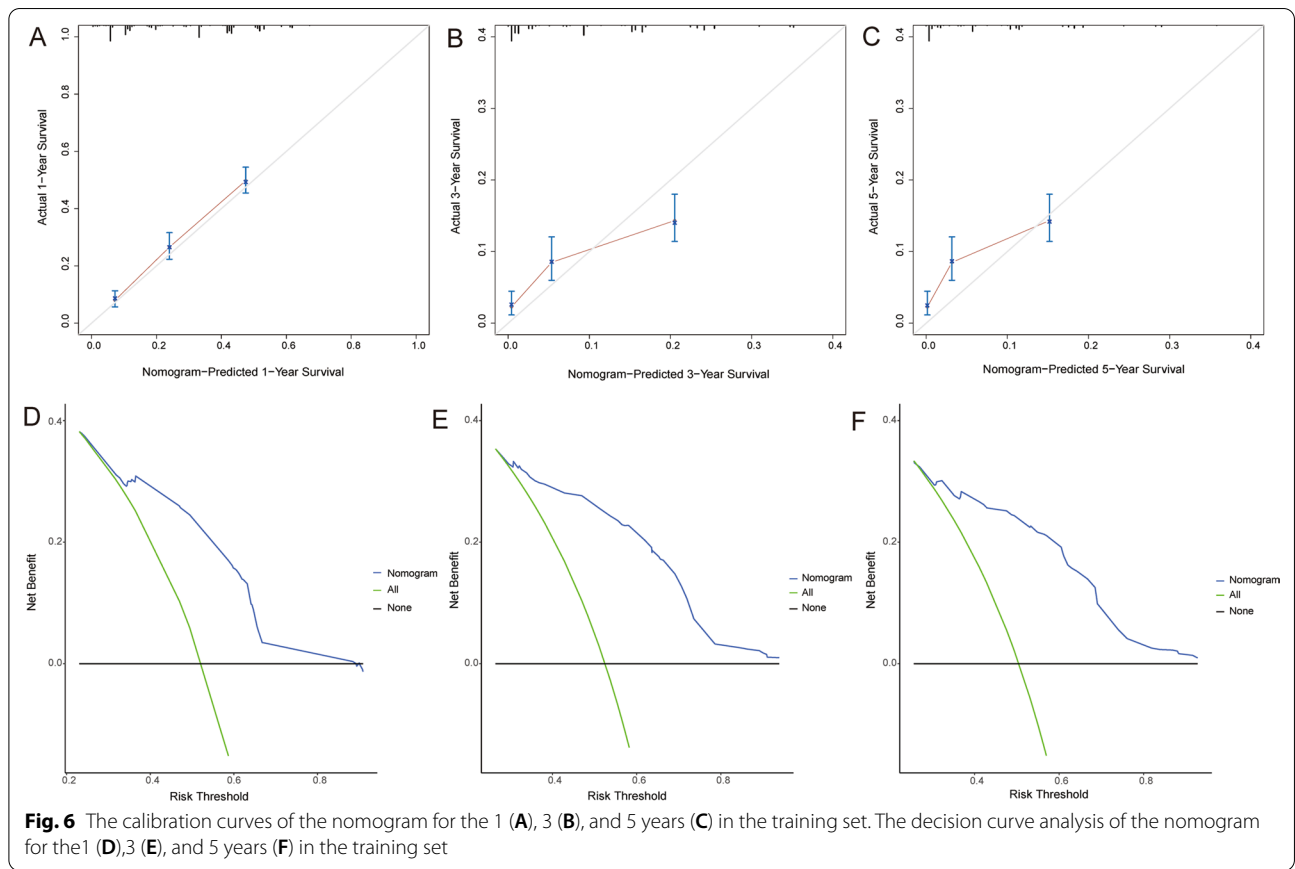 A
B
C
1.0
0.8
0.6
0.4
0.2
0.0
Actual 1−Year Survival
0.0 0.2 0.4 0.6 0.8 1.0
Nomogram−Predicted 1−Year Survival
0.4
0.3
0.2
0.1
0.0
Actual 3−Year Survival
0.0 0.1 0.2 0.3 0.4
Nomogram−Predicted 3−Year Survival
0.4
0.3
0.2
0.1
0.0
Actual 5−Year Survival
0.0 0.1 0.2 0.3 0.4
Nomogram−Predicted 5−Year Survival
D
0.4
0.2
0.0
Net Benefit
0.2 0.4 0.6 0.8
Risk Threshold
Nomogram
All
None
E
0.4
0.2
0.0
Net Benefit
0.4 0.6 0.8
Risk Threshold
Nomogram
All
None
F
0.4
0.2
0.0
Net Benefit
0.4 0.6 0.8
Risk Threshold
Nomogram
All
None
Fig. 6 The calibration curves of the nomogram for the 1 (A), 3 (B), and 5 years (C) in the training set. The decision curve analysis of the nomogram
for the1 (D),3 (E), and 5 years (F) in the training set